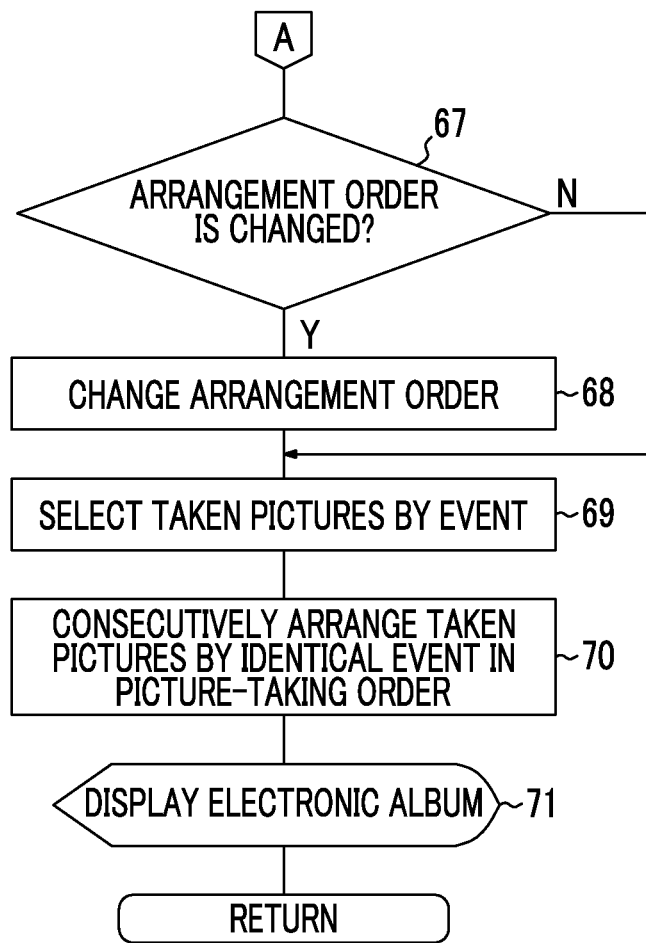 A
67
ARRANGEMENT ORDER
IS CHANGED?
N
Y
CHANGE ARRANGEMENT ORDER
68
SELECT TAKEN PICTURES BY EVENT
69
CONSECUTIVELY ARRANGE TAKEN
PICTURES BY IDENTICAL EVENT IN
PICTURE-TAKING ORDER
70
DISPLAY ELECTRONIC ALBUM
71
RETURN